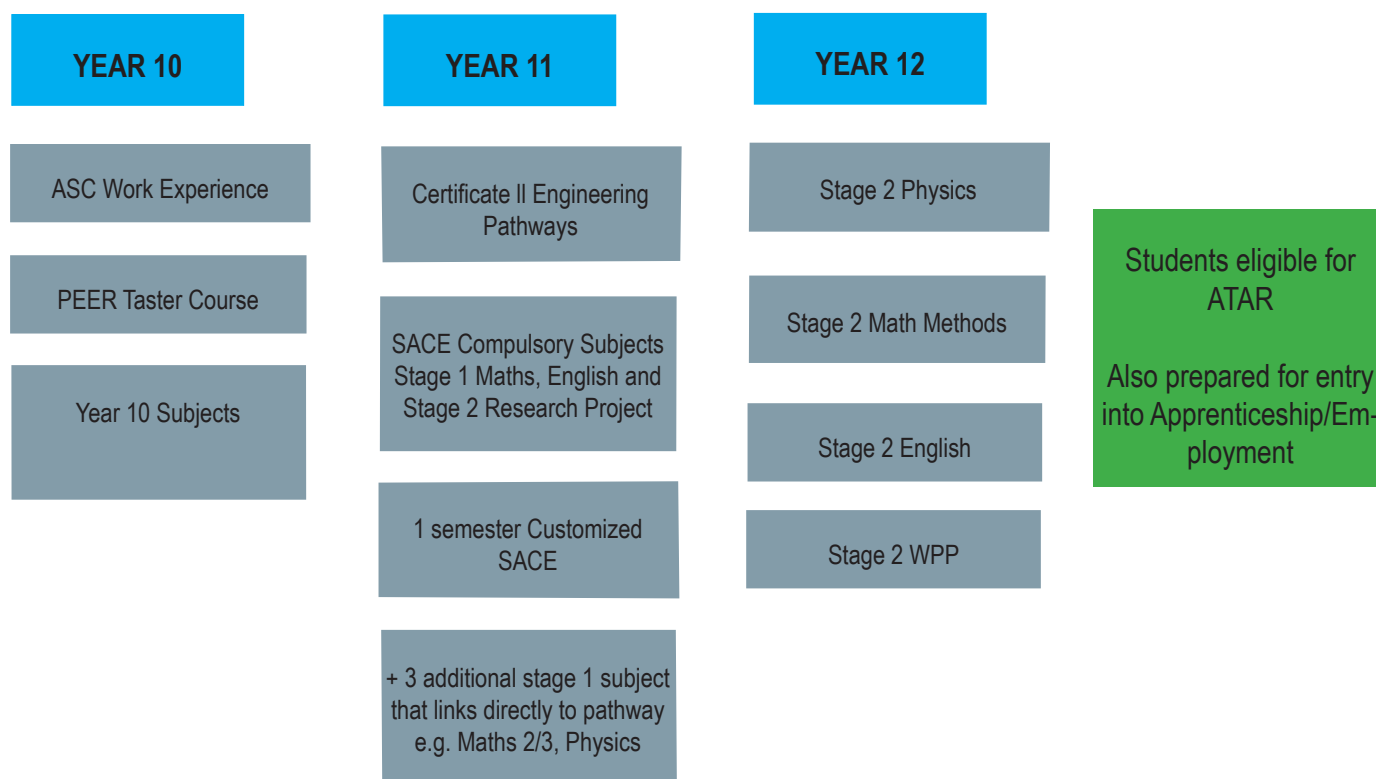 YEAR 10
ASC Work Experience
PEER Taster Course
Year 10 Subjects
YEAR 11
Certificate II Engineering
Pathways
SACE Compulsory Subjects
Stage 1 Maths, English and
Stage 2 Research Project
1 semester Customized
SACE
+ 3 additional stage 1 subject
that links directly to pathway
e.g. Maths 2/3, Physics
YEAR 12
Stage 2 Physics
Stage 2 Math Methods
Stage 2 English
Stage 2 WPP
Students eligible for
ATAR
Also prepared for entry
into Apprenticeship/Em-
ployment